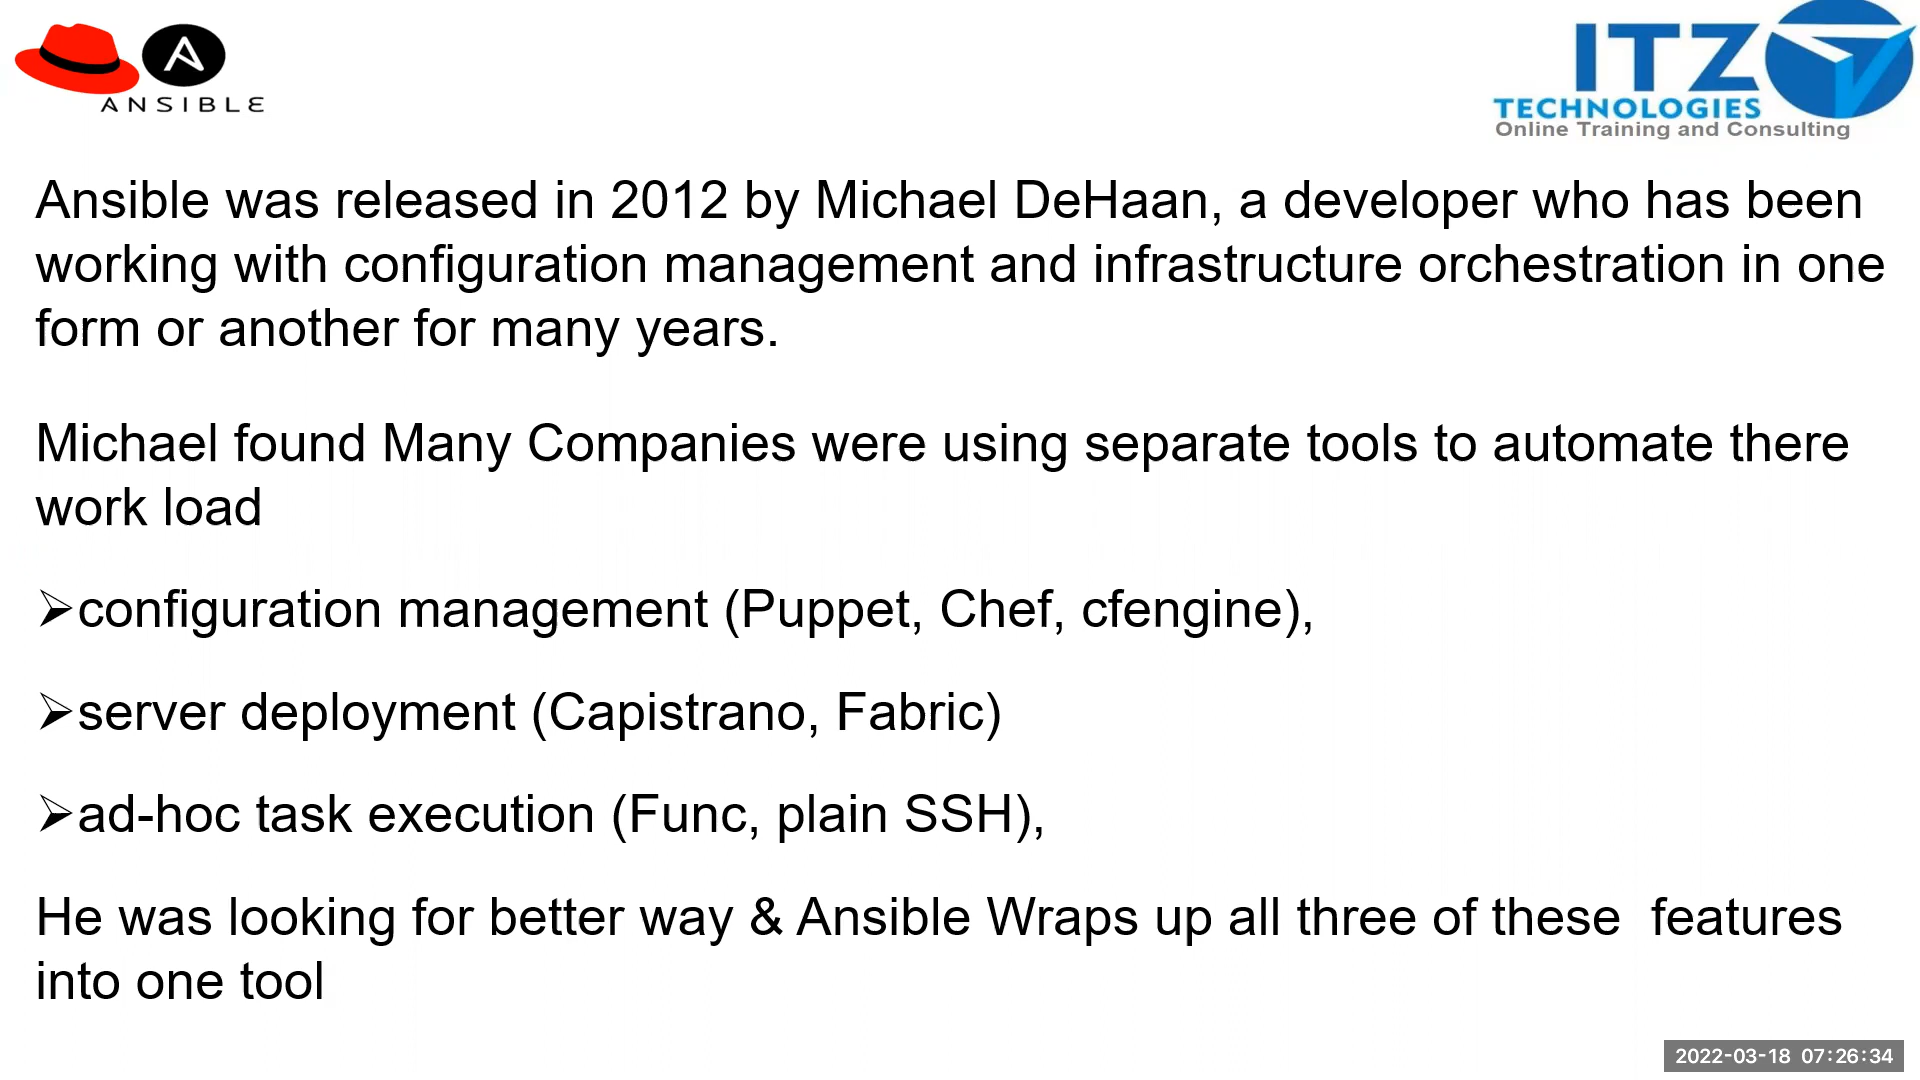 ANSIBLE
ITZ
TECHNOLOGIES
Online Training and Consulting
Ansible was released in 2012 by Michael DeHaan, a developer who has been
working with configuration management and infrastructure orchestration in one
form or another for many years.
Michael found Many Companies were using separate tools to automate there
work load
➢configuration management (Puppet, Chef, cfengine),
➢server deployment (Capistrano, Fabric)
➢ad-hoc task execution (Func, plain SSH),
He was looking for better way & Ansible Wraps up all three of these  features
into one tool
2022-03-18 07:26:34